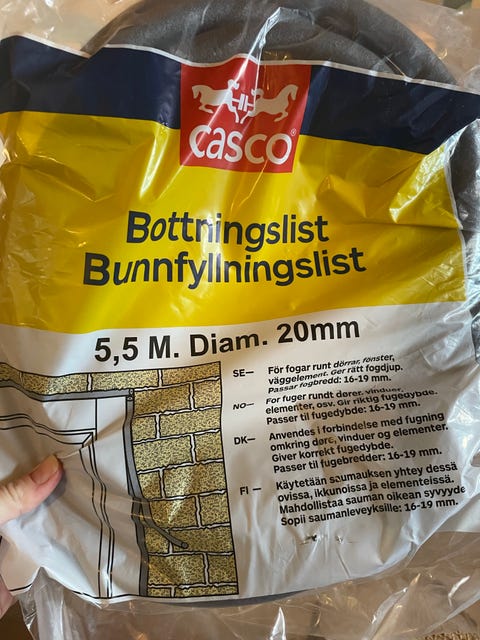 casco®
Bottningslist
Bunnfyllningslist
5,5 M. Diam. 20mm
SE— För fogar runt dörrar, fönster,
väggelement. Ger rätt fogdjup.
Passar fogbredd: 16-19 mm.
NO— For fuger rundt dører, vinduer,
elementer, osv. Gir riktig fugedybde.
Passer til fugedybde: 16-19 mm.
DK— Anvendes i forbindelse med fugning
omkring døre, vinduer og elementer.
Giver korrekt fugedybde.
Passer til fugebredder: 16-19 mm.
FI — Käytetään saumauksen yhtey dessä
ovissa, ikkunoissa ja elementeissä.
Mahdollistaa sauman oikean syvyyde
Sopii saumanleveyksille: 16-19 mm.